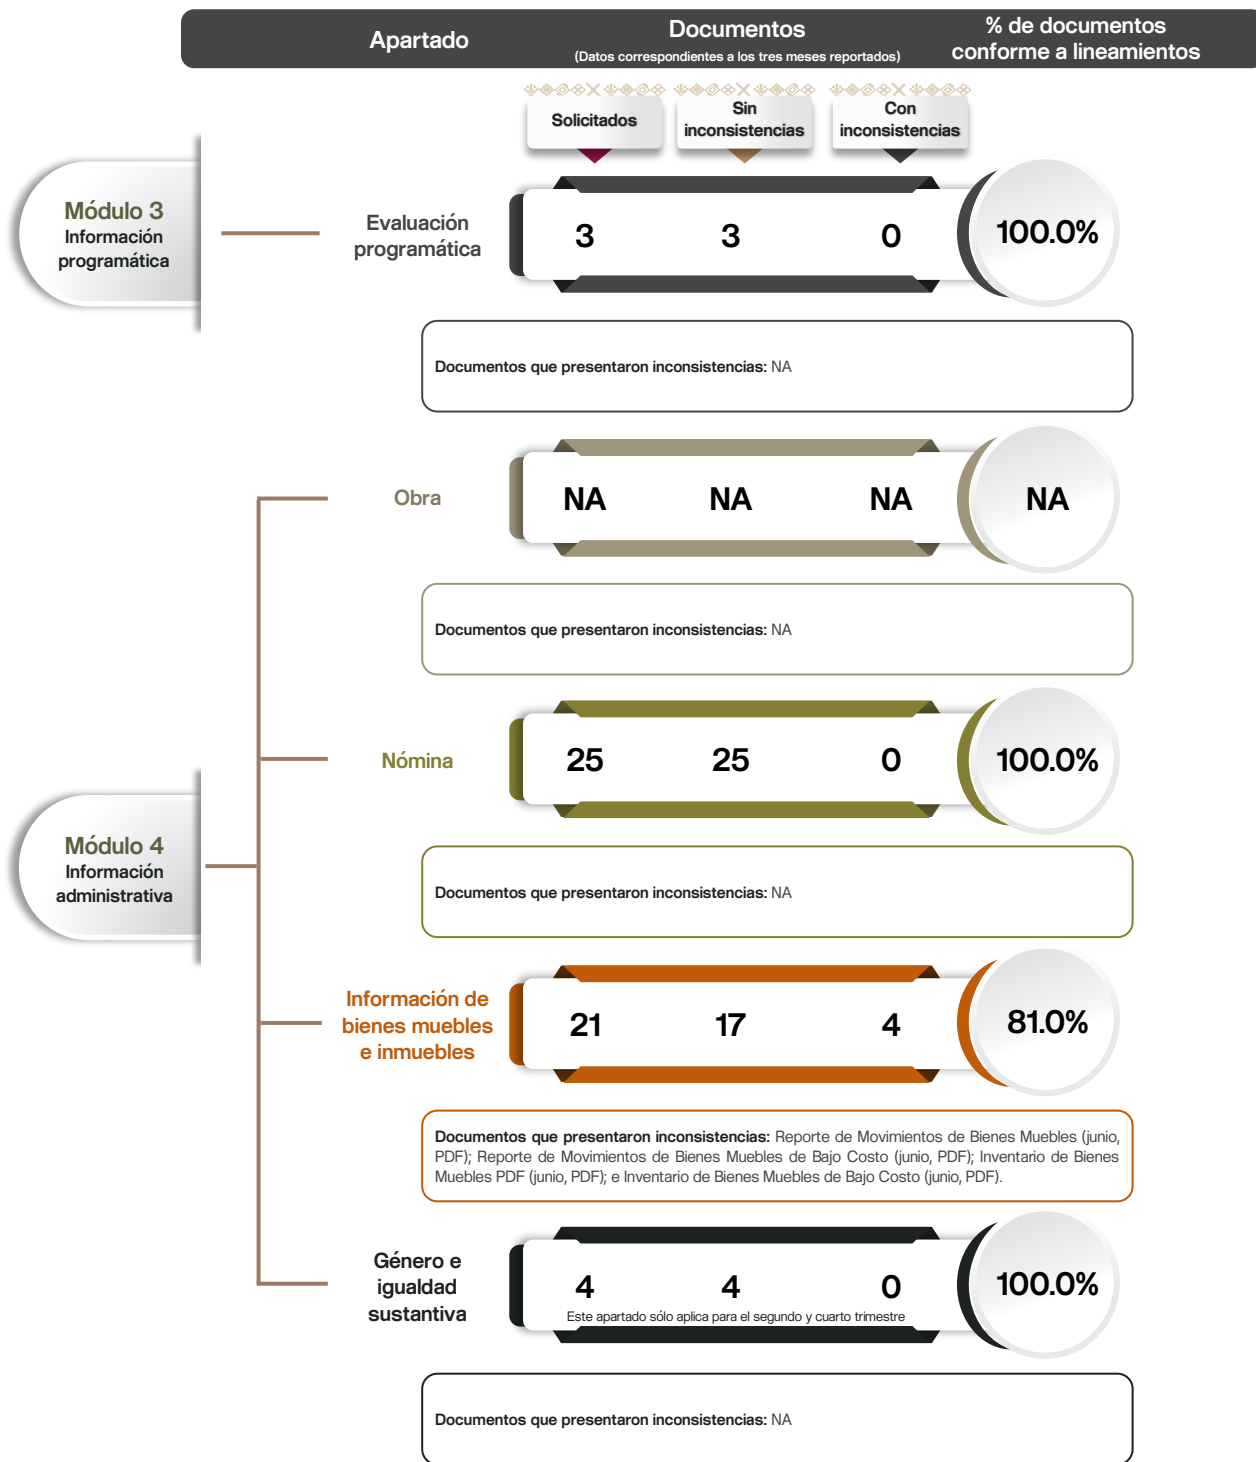 Apartado
Documentos
(Datos correspondientes a los tres meses reportados)
% de documentos
conforme a lineamientos
Solicitados
Sin
inconsistencias
Con
inconsistencias
Módulo 3
Información
programática
Evaluación
programática
3 3 0 100.0%
Documentos que presentaron inconsistencias: NA
Obra
NA NA NA NA
Documentos que presentaron inconsistencias: NA
Nómina
25 25 0 100.0%
Documentos que presentaron inconsistencias: NA
Módulo 4
Información
administrativa
Información de
bienes muebles
e inmuebles
21 17 4 81.0%
Documentos que presentaron inconsistencias: Reporte de Movimientos de Bienes Muebles (junio,
PDF); Reporte de Movimientos de Bienes Muebles de Bajo Costo (junio, PDF); Inventario de Bienes
Muebles PDF (junio, PDF); e Inventario de Bienes Muebles de Bajo Costo (junio, PDF).
Género e
igualdad
sustantiva
4 4 0 100.0%
Este apartado sólo aplica para el segundo y cuarto trimestre
Documentos que presentaron inconsistencias: NA